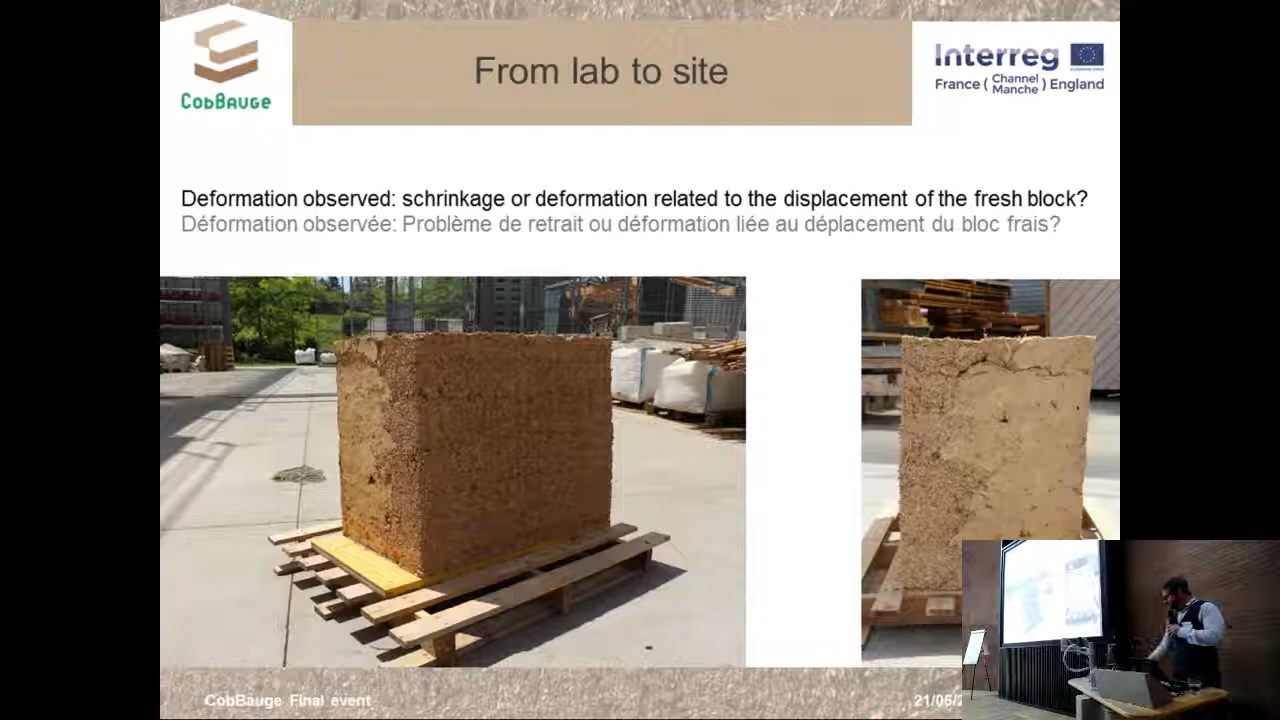 CobBauge
From lab to site
Interreg
France ( Channel Manche ) England
Deformation observed: schrinkage or deformation related to the displacement of the fresh block?
Déformation observée: Problème de retrait ou déformation liée au déplacement du bloc frais?
CobBauge Final event